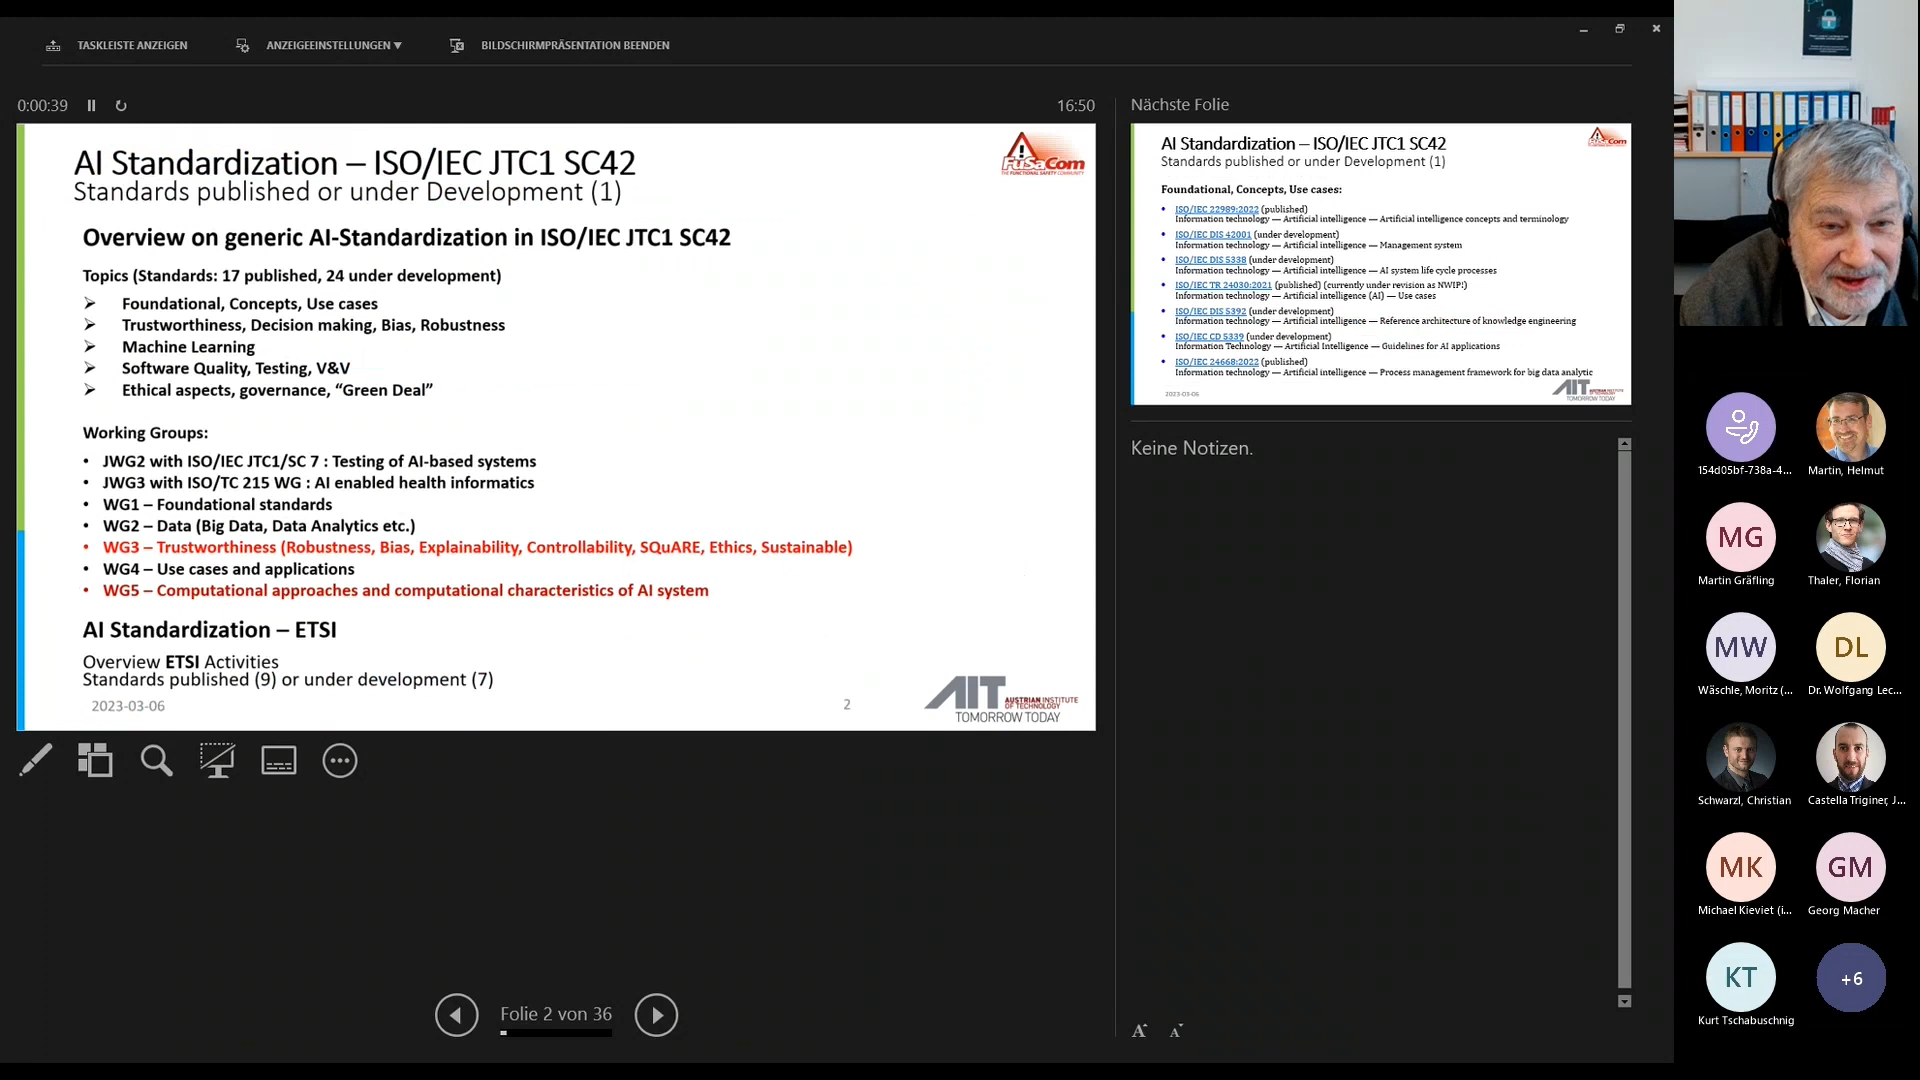 TASKLEISTE ANZEIGEN
ANZEIGEEINSTELLUNGEN ▼
BILDSCHIRMPRÄSENTATION BEENDEN
0:00:39
16:50
AI Standardization – ISO/IEC JTC1 SC42
Standards published or under Development (1)
FuSaCom
THE FUNCTIONAL SAFETY COMMUNITY
Overview on generic AI-Standardization in ISO/IEC JTC1 SC42
Topics (Standards: 17 published, 24 under development)
➢ Foundational, Concepts, Use cases
➢ Trustworthiness, Decision making, Bias, Robustness
➢ Machine Learning
➢ Software Quality, Testing, V&V
➢ Ethical aspects, governance, “Green Deal”
Working Groups:
• JWG2 with ISO/IEC JTC1/SC 7 : Testing of AI-based systems
• JWG3 with ISO/TC 215 WG : AI enabled health informatics
• WG1 – Foundational standards
• WG2 – Data (Big Data, Data Analytics etc.)
• WG3 – Trustworthiness (Robustness, Bias, Explainability, Controllability, SQuARE, Ethics, Sustainable)
• WG4 – Use cases and applications
• WG5 – Computational approaches and computational characteristics of AI system
AI Standardization – ETSI
Overview ETSI Activities
Standards published (9) or under development (7)
2023-03-06
2
AIT AUSTRIAN INSTITUTE
OF TECHNOLOGY
TOMORROW TODAY
Folie 2 von 36
Nächste Folie
AI Standardization – ISO/IEC JTC1 SC42
Standards published or under Development (1)
FuSaCom
Foundational, Concepts, Use cases:
• ISO/IEC 22989:2022 (published)
Information technology — Artificial intelligence — Artificial intelligence concepts and terminology
• ISO/IEC DIS 42001 (under development)
Information technology — Artificial intelligence — Management system
• ISO/IEC DIS 5338 (under development)
Information technology — Artificial intelligence — AI system life cycle processes
• ISO/IEC TR 24030:2021 (published) (currently under revision as NWIP!)
Information technology — Artificial intelligence (AI) — Use cases
• ISO/IEC DIS 5392 (under development)
Information technology — Artificial intelligence — Reference architecture of knowledge engineering
• ISO/IEC CD 5339 (under development)
Information Technology — Artificial Intelligence — Guidelines for AI applications
• ISO/IEC 24668:2022 (published)
Information technology — Artificial intelligence — Process management framework for big data analytic
2023-03-06
AIT AUSTRIAN INSTITUTE
OF TECHNOLOGY
TOMORROW TODAY
Keine Notizen.
A A
154d05bf-738a-4...
Martin, Helmut
MG
Martin Gräfling
Thaler, Florian
MW
Wäschle, Moritz (...
DL
Dr. Wolfgang Lec...
Schwarzl, Christian
Castella Triginer, J...
MK
Michael Kieviet (i...
GM
Georg Macher
KT
Kurt Tschabuschnig
+6